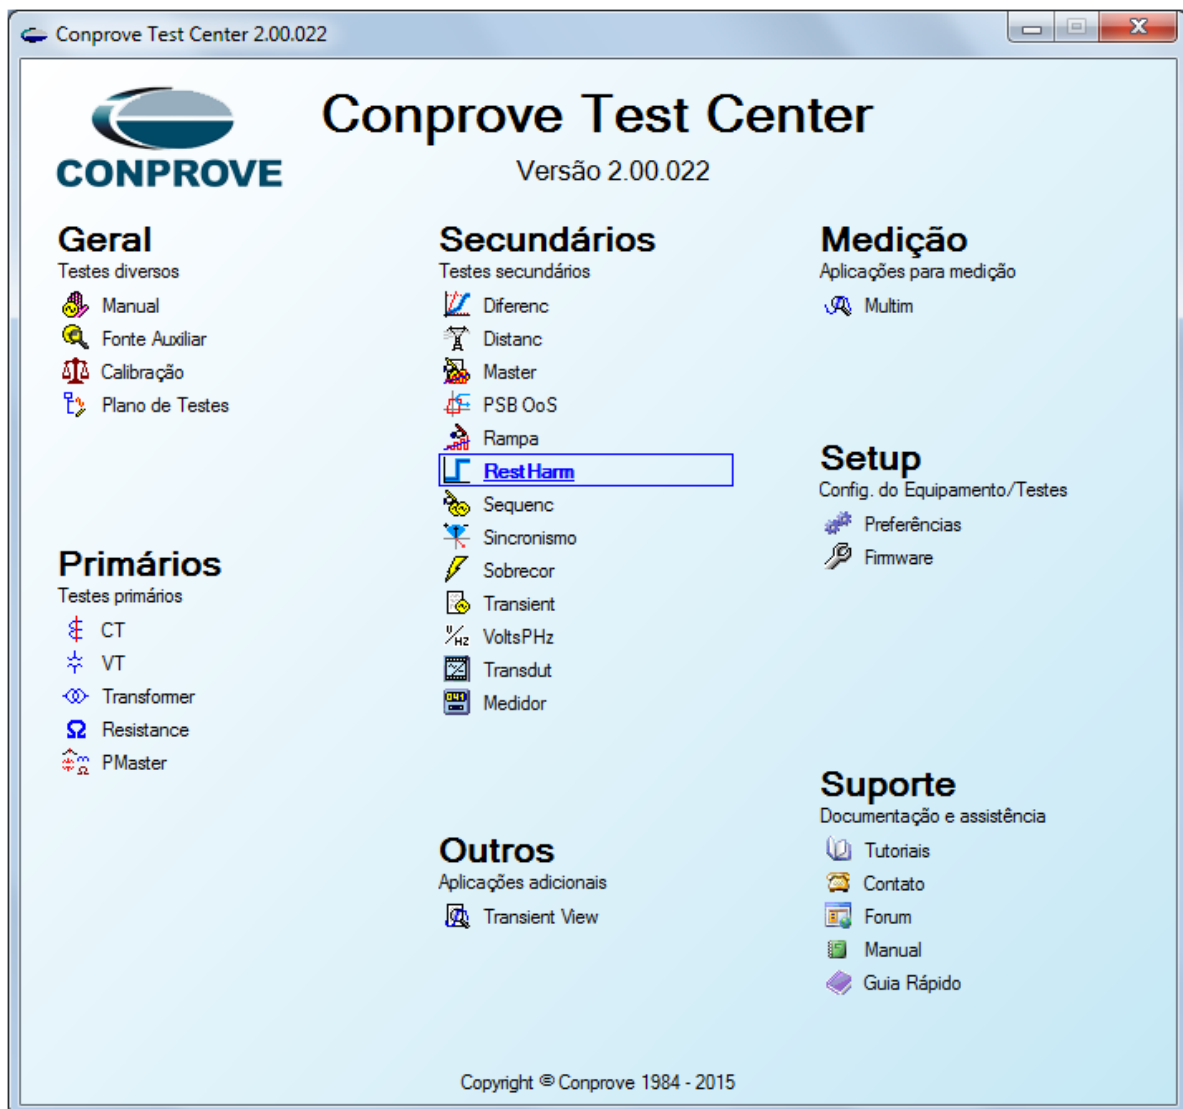 Conprove Test Center 2.00.022
CONPROVE
Conprove Test Center
Versão 2.00.022
Geral
Testes diversos
Manual
Fonte Auxiliar
Calibração
Plano de Testes
Primários
Testes primários
CT
VT
Transformer
Resistance
PMaster
Secundários
Testes secundários
Diferenc
Distanc
Master
PSB OoS
Rampa
RestHarm
Sequenc
Sincronismo
Sobrecor
Transient
VoltsPHz
Transdut
Medidor
Outros
Aplicações adicionais
Transient View
Medição
Aplicações para medição
Multim
Setup
Config. do Equipamento/Testes
Preferências
Firmware
Suporte
Documentação e assistência
Tutoriais
Contato
Forum
Manual
Guia Rápido
Copyright © Conprove 1984 - 2015